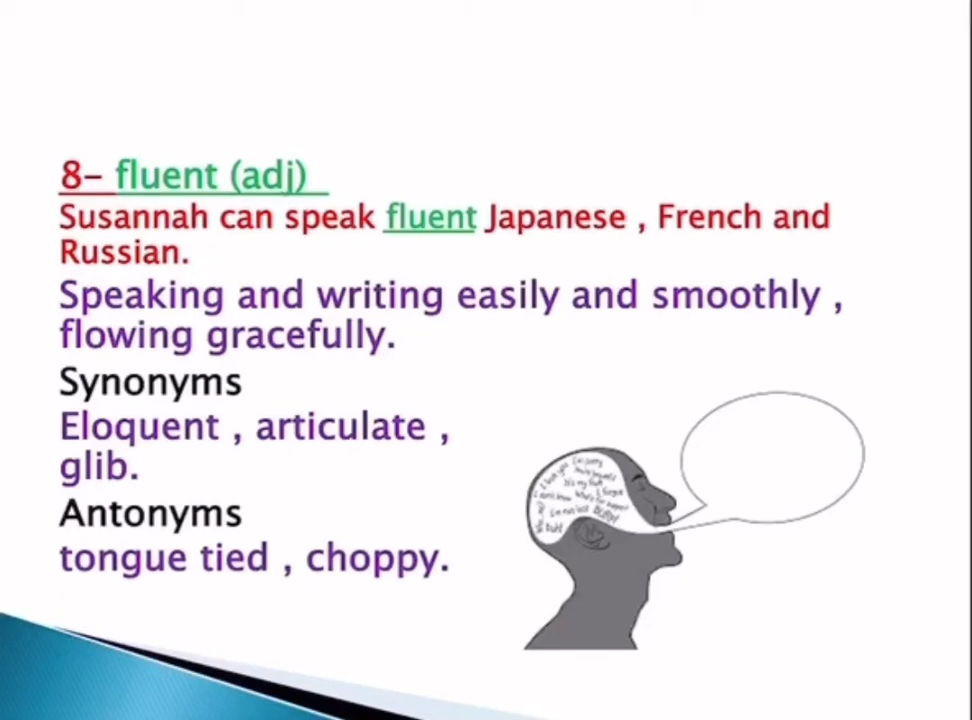 8- fluent (adj)
Susannah can speak fluent Japanese , French and
Russian.
Speaking and writing easily and smoothly ,
flowing gracefully.
Synonyms
Eloquent , articulate ,
glib.
Antonyms
tongue tied , choppy.